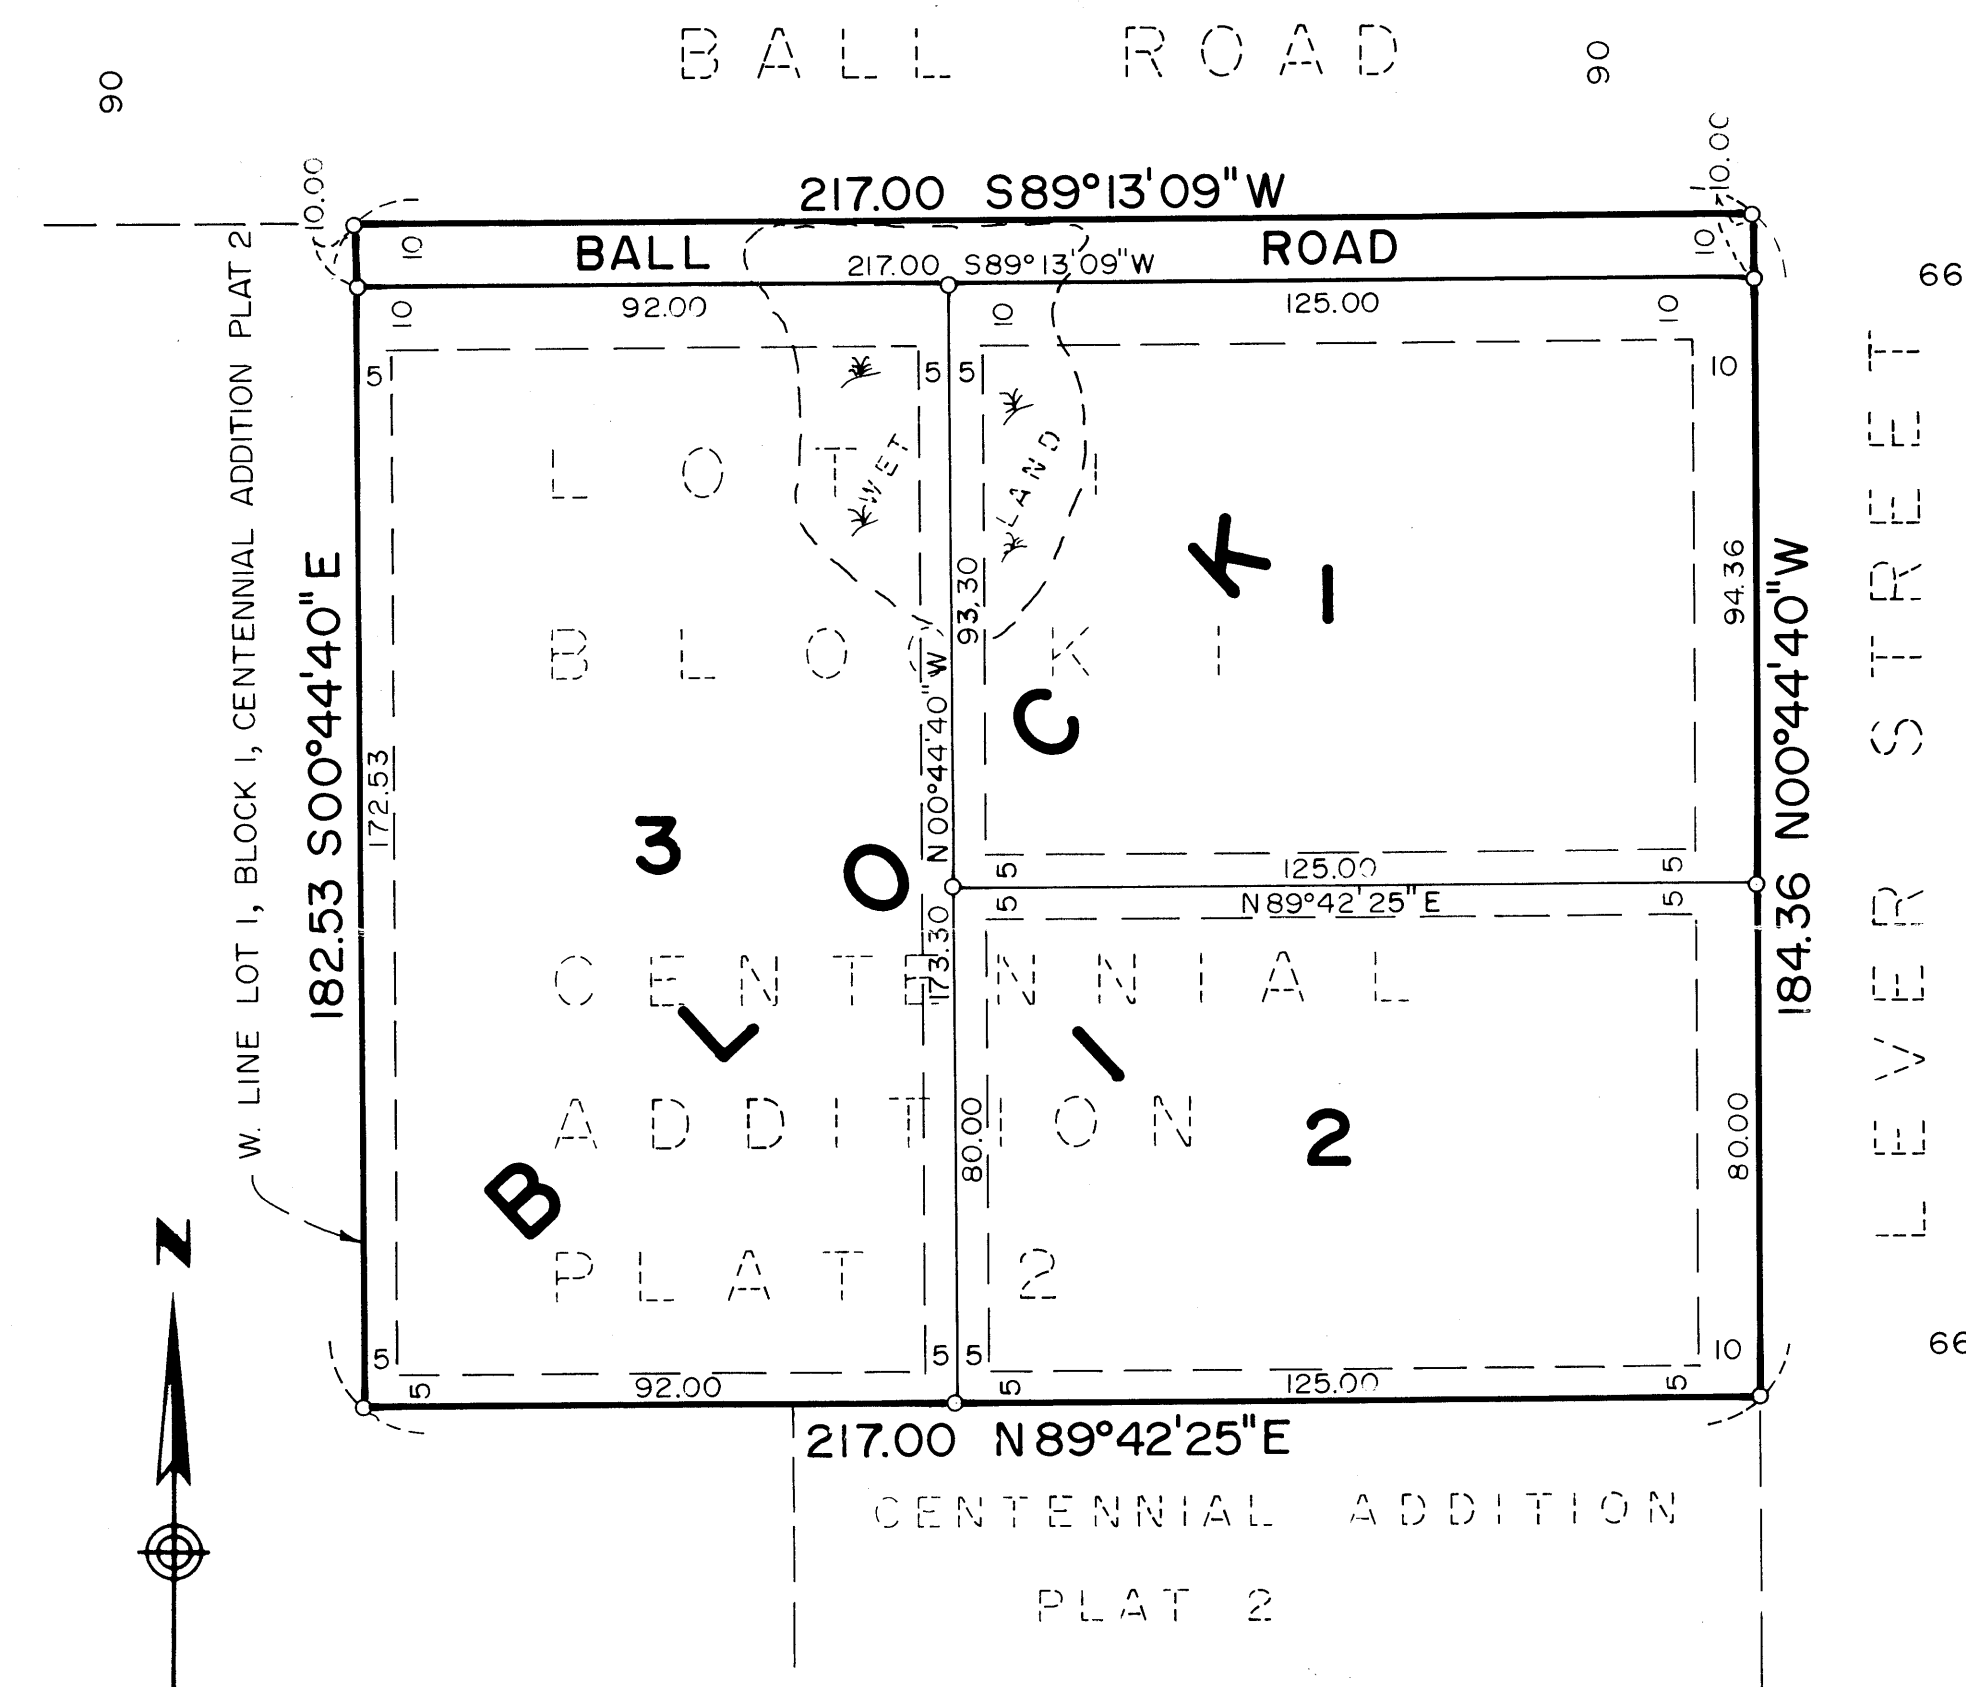 BALL ROAD
90
90
10.00
10.00
217.00 S89°13'09"W
10
BALL ROAD
10
217.00 S89°13'09"W
66
10
92.00
10
125.00
10
5
5
5
10
LOT 1
WET LAND
BLOCK 1
W. LINE LOT 1, BLOCK 1, CENTENNIAL ADDITION PLAT 2
182.53 S00°44'40"E
172.53
N00°44'40"W
173.30
93.30
94.36
184.36 N00°44'40"W
LEVER STREET
1
3
BLOCK 1
5
125.00
5
5
N89°42'25"E
5
CENTENNIAL
ADDITION
80.00
2
80.00
PLAT 2
N
5
5
5
10
5
92.00
5
125.00
5
66
217.00 N89°42'25"E
CENTENNIAL ADDITION
PLAT 2